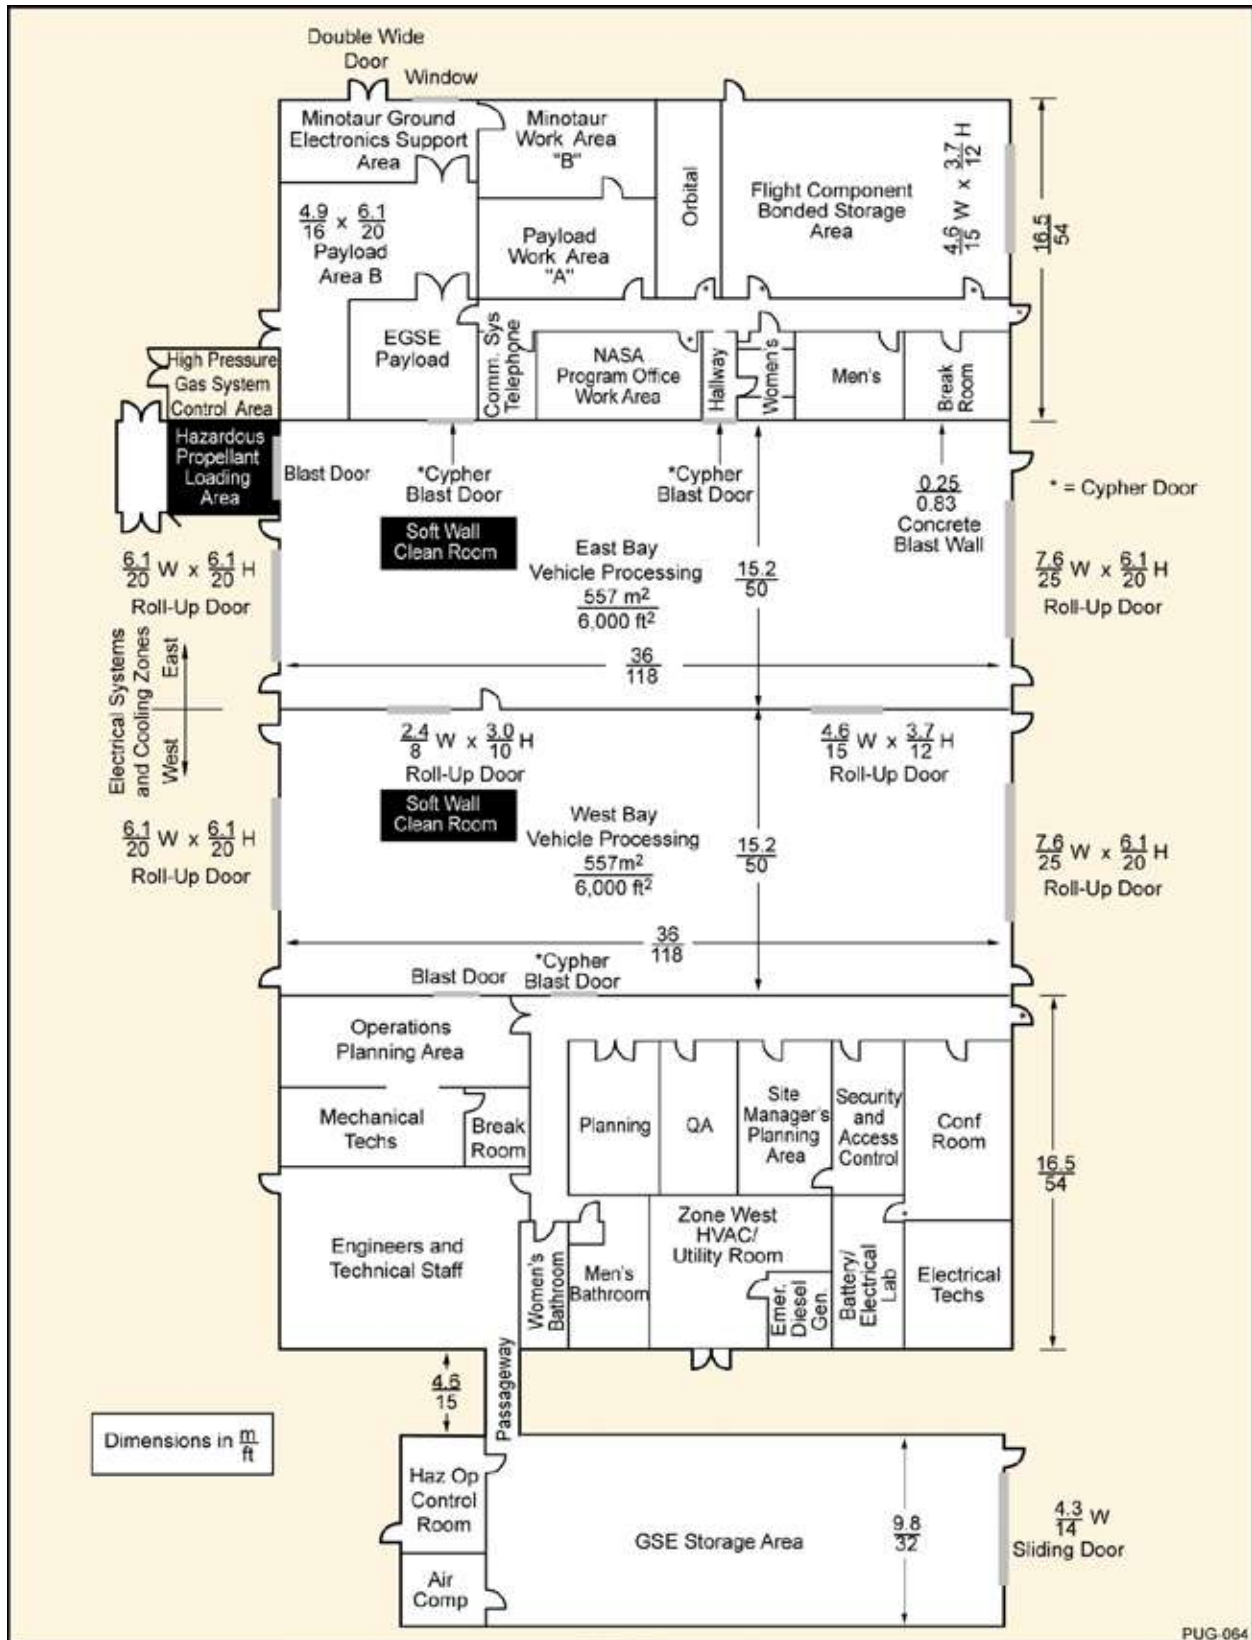 Double Wide
Door
Window
Minotaur Ground
Electronics Support
Area
Minotaur
Work Area
"B"
Orbital
Flight Component
Bonded Storage
Area
4.6/15 W x 3.7/12 H
16.5/54
4.9/16 x 6.1/20
Payload
Area B
Payload
Work Area
"A"
EGSE
Payload
Comm. Sys
Telephone
NASA
Program Office
Work Area
*
Hallway
Women's
Men's
Break
Room
*
*
*
*
High Pressure
Gas System
Control Area
Hazardous
Propellant
Loading
Area
Blast Door
*Cypher
Blast Door
*Cypher
Blast Door
0.25/0.83
Concrete
Blast Wall
* = Cypher Door
Soft Wall
Clean Room
East Bay
Vehicle Processing
557 m²
6,000 ft²
15.2/50
6.1/20 W x 6.1/20 H
Roll-Up Door
7.6/25 W x 6.1/20 H
Roll-Up Door
36/118
Electrical Systems
and Cooling Zones
West East
2.4/8 W x 3.0/10 H
Roll-Up Door
4.6/15 W x 3.7/12 H
Roll-Up Door
Soft Wall
Clean Room
West Bay
Vehicle Processing
557m²
6,000 ft²
15.2/50
6.1/20 W x 6.1/20 H
Roll-Up Door
7.6/25 W x 6.1/20 H
Roll-Up Door
36/118
Blast Door
*Cypher
Blast Door
*
Operations
Planning Area
Mechanical
Techs
Break
Room
Planning
QA
Site
Manager's
Planning
Area
Security
and
Access
Control
Conf
Room
16.5/54
*
Engineers and
Technical Staff
Women's
Bathroom
Men's
Bathroom
Zone West
HVAC/
Utility Room
Emer.
Diesel
Gen.
Battery/
Electrical
Lab
Electrical
Techs
4.6/15
Passageway
Dimensions in m/ft
Haz Op
Control
Room
Air
Comp
GSE Storage Area
9.8/32
4.3/14 W
Sliding Door
PUG-064